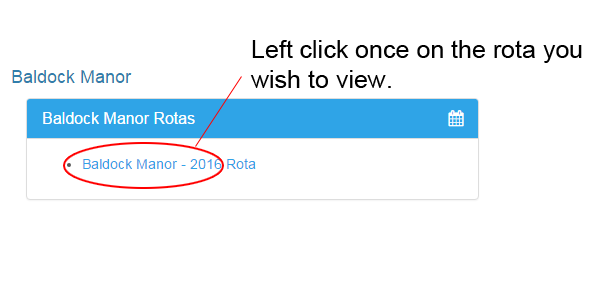 Left click once on the rota you
wish to view.
Baldock Manor
Baldock Manor Rotas
Baldock Manor - 2016 Rota